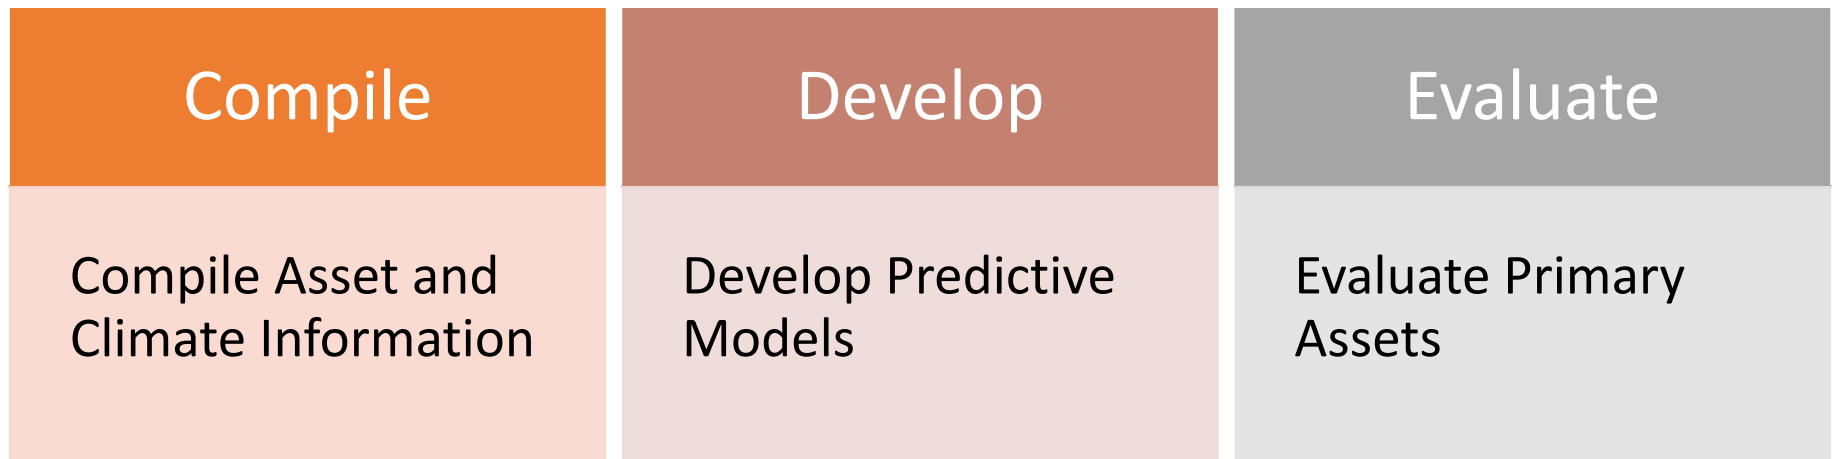 Compile
Compile Asset and
Climate Information
Develop
Develop Predictive
Models
Evaluate
Evaluate Primary
Assets